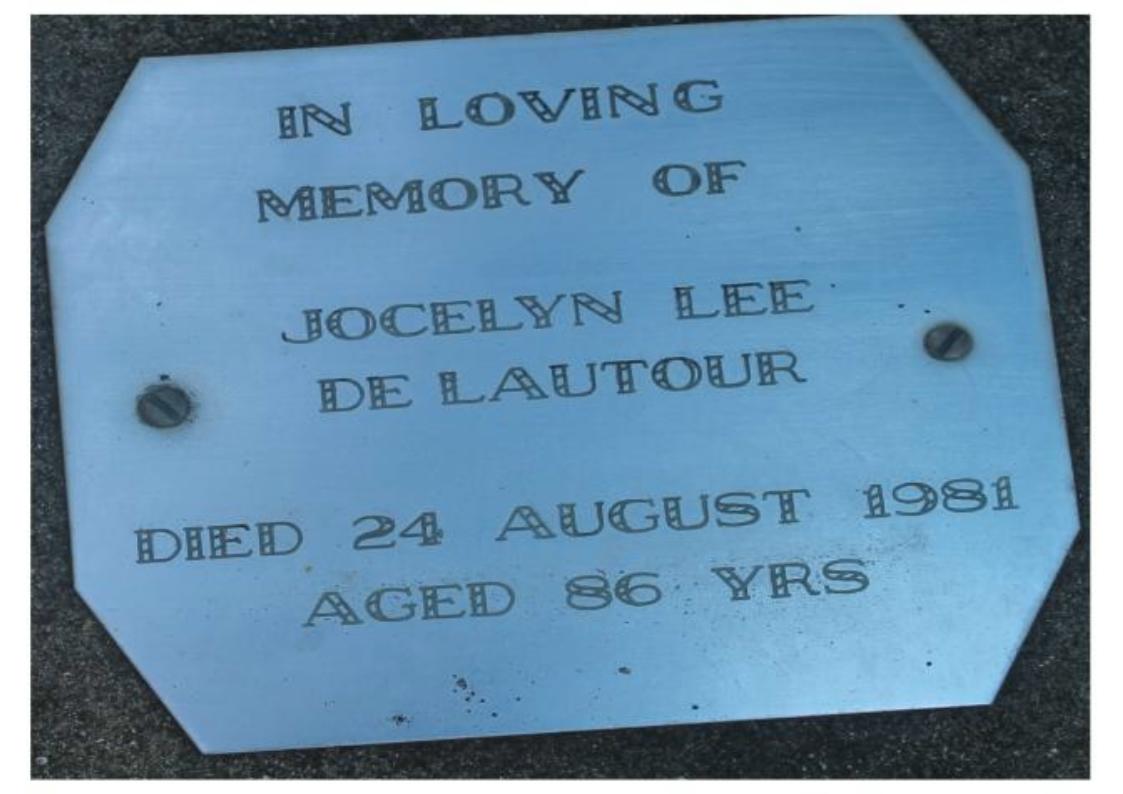 IN LOVING
MEMORY OF
JOCELYN LEE
DE LAUTOUR
DIED 24 AUGUST 1981
AGED 86 YRS